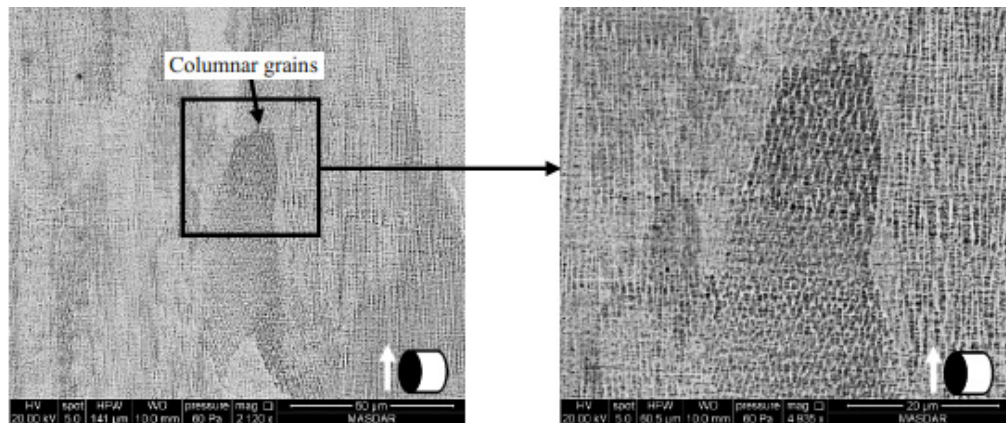 Columnar grains
HV spot HFW WD pressure mag □ 50 µm
20.00 kV 5.0 141 µm 10.0 mm 60 Pa 2 120 x MASDAR
HV spot HFW WD pressure mag □ 20 µm
20.00 kV 5.0 60.5 µm 10.0 mm 60 Pa 4 935 x MASDAR